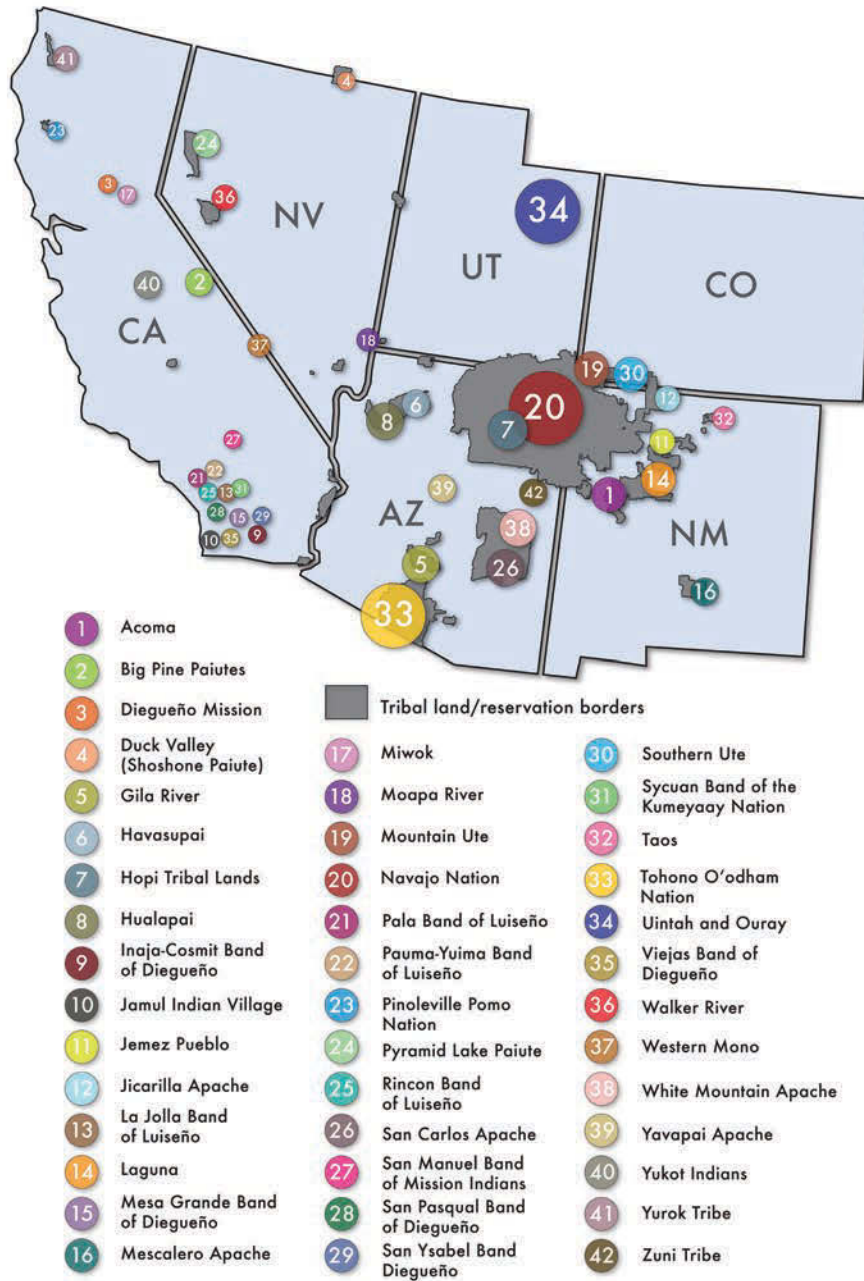 41
4
23
24
3
17
36
34
NV
UT
CO
40
2
CA
18
37
19
30
20
12
6
8
7
32
11
27
14
1
39
42
21
22
25
13
31
38
AZ
NM
28
15
29
10
35
9
5
26
16
33
1 Acoma
2 Big Pine Paiutes
3 Diegueño Mission
4 Duck Valley
(Shoshone Paiute)
5 Gila River
6 Havasupai
7 Hopi Tribal Lands
8 Hualapai
9 Inaja-Cosmit Band
of Diegueño
10 Jamul Indian Village
11 Jemez Pueblo
12 Jicarilla Apache
13 La Jolla Band
of Luiseño
14 Laguna
15 Mesa Grande Band
of Diegueño
16 Mescalero Apache
Tribal land/reservation borders
17 Miwok
18 Moapa River
19 Mountain Ute
20 Navajo Nation
21 Pala Band of Luiseño
22 Pauma-Yuima Band
of Luiseño
23 Pinoleville Pomo
Nation
24 Pyramid Lake Paiute
25 Rincon Band
of Luiseño
26 San Carlos Apache
27 San Manuel Band
of Mission Indians
28 San Pasqual Band
of Diegueño
29 San Ysabel Band
Diegueño
30 Southern Ute
31 Sycuan Band of the
Kumeyaay Nation
32 Taos
33 Tohono O'odham
Nation
34 Uintah and Ouray
35 Viejas Band of
Diegueño
36 Walker River
37 Western Mono
38 White Mountain Apache
39 Yavapai Apache
40 Yukot Indians
41 Yurok Tribe
42 Zuni Tribe